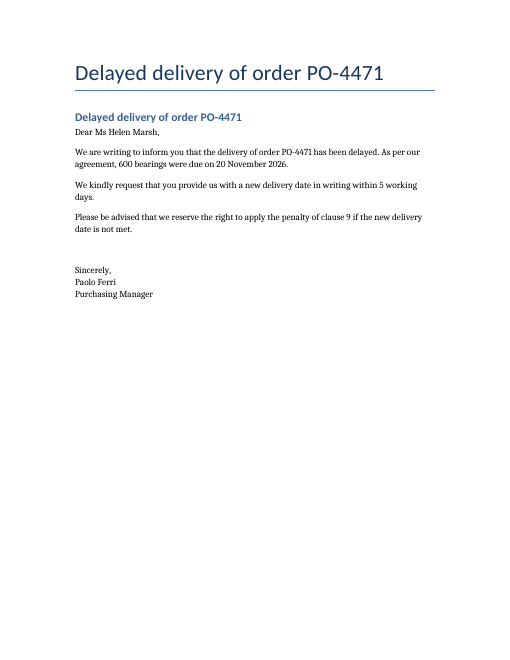 Delayed delivery of order PO-4471
Delayed delivery of order PO-4471
Dear Ms Helen Marsh,
We are writing to inform you that the delivery of order PO-4471 has been delayed. As per our
agreement, 600 bearings were due on 20 November 2026.
We kindly request that you provide us with a new delivery date in writing within 5 working
days.
Please be advised that we reserve the right to apply the penalty of clause 9 if the new delivery
date is not met.
Sincerely,
Paolo Ferri
Purchasing Manager